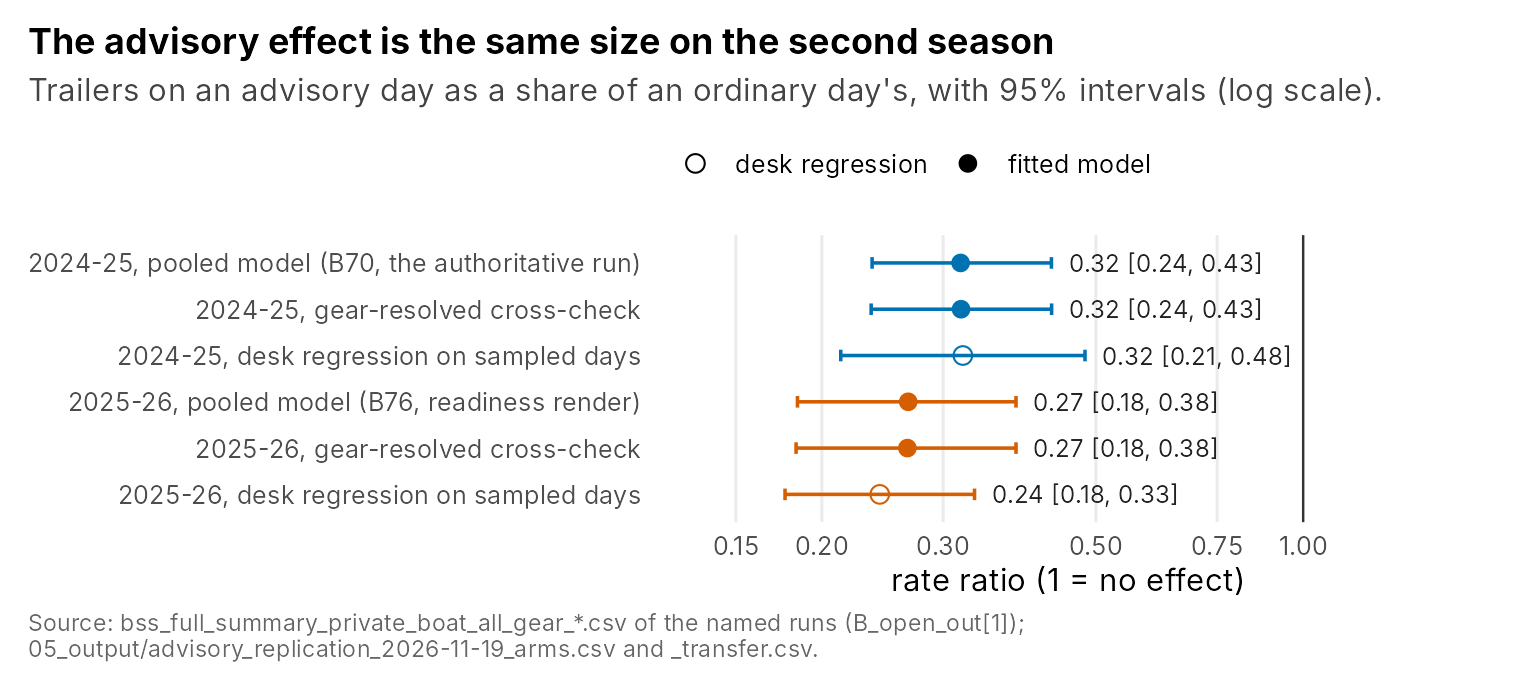 The advisory effect is the same size on the second season
Trailers on an advisory day as a share of an ordinary day's, with 95% intervals (log scale).
desk regression fitted model
2024-25, pooled model (B70, the authoritative run) 0.32 [0.24, 0.43]
2024-25, gear-resolved cross-check 0.32 [0.24, 0.43]
2024-25, desk regression on sampled days 0.32 [0.21, 0.48]
2025-26, pooled model (B76, readiness render) 0.27 [0.18, 0.38]
2025-26, gear-resolved cross-check 0.27 [0.18, 0.38]
2025-26, desk regression on sampled days 0.24 [0.18, 0.33]
0.15 0.20 0.30 0.50 0.75 1.00
rate ratio (1 = no effect)
Source: bss_full_summary_private_boat_all_gear_*.csv of the named runs (B_open_out[1]);
05_output/advisory_replication_2026-11-19_arms.csv and _transfer.csv.